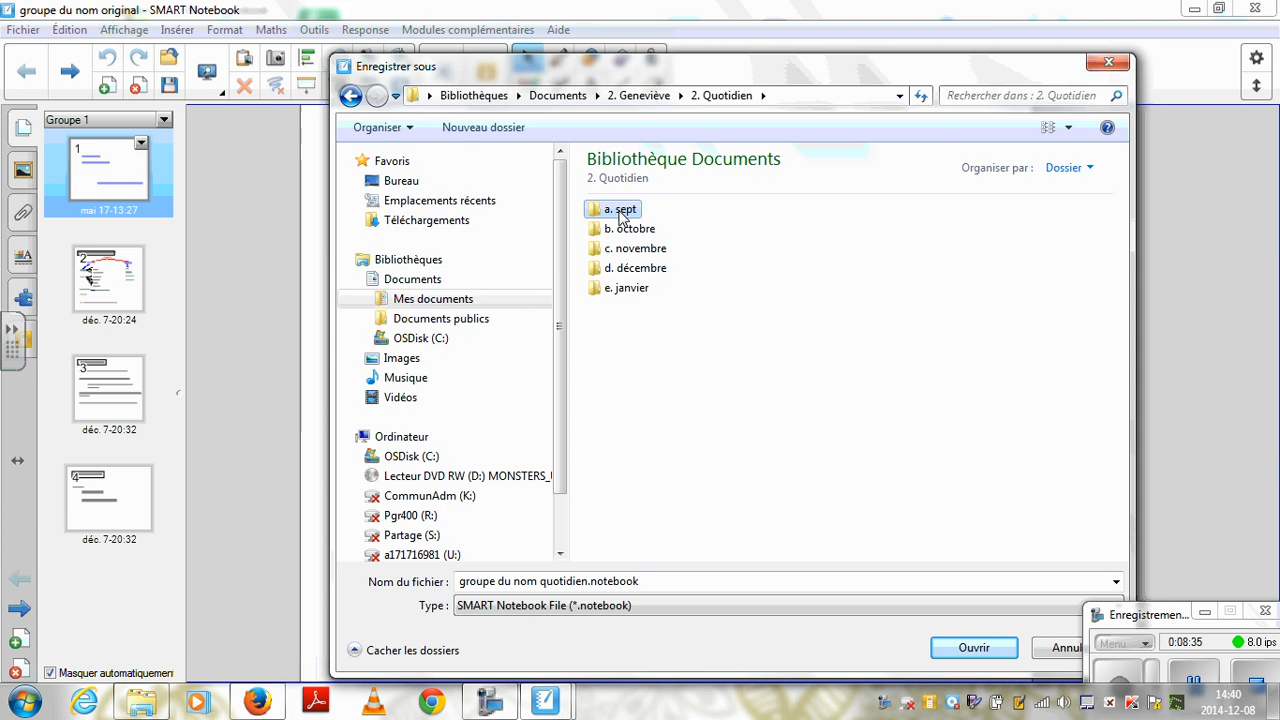 groupe du nom original - SMART Notebook
Fichier Édition Affichage Insérer Format Maths Outils Response Modules complémentaires Aide
Groupe 1
1
mai 17-13:27
2
déc. 7-20:24
3
déc. 7-20:32
4
déc. 7-20:32
Masquer automatiquement
Enregistrer sous
Bibliothèques Documents 2. Geneviève 2. Quotidien
Rechercher dans : 2. Quotidien
Organiser Nouveau dossier
Favoris
Bureau
Emplacements récents
Téléchargements
Bibliothèques
Documents
Mes documents
Documents publics
OSDisk (C:)
Images
Musique
Vidéos
Ordinateur
OSDisk (C:)
Lecteur DVD RW (D:) MONSTERS_
CommunAdm (K:)
Pgr400 (R:)
Partage (S:)
a171716981 (U:)
Bibliothèque Documents
2. Quotidien
Organiser par : Dossier
a. sept
b. octobre
c. novembre
d. décembre
e. janvier
Nom du fichier : groupe du nom quotidien.notebook
Type : SMART Notebook File (*.notebook)
Cacher les dossiers
Ouvrir
Annul
Enregistremen...
Menu 0:08:35 8.0 ips
14:40
2014-12-08